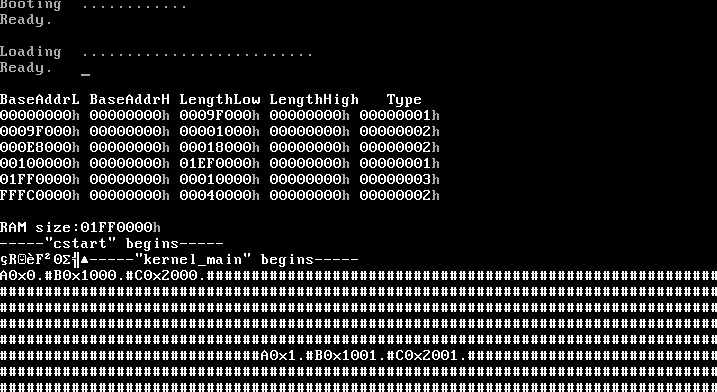 Booting  ............
Ready.
Loading  ..........................
Ready.   _
BaseAddrL BaseAddrH LengthLow LengthHigh   Type
00000000h 00000000h 0009F000h 00000000h 00000001h
0009F000h 00000000h 00001000h 00000000h 00000002h
000E8000h 00000000h 00018000h 00000000h 00000002h
00100000h 00000000h 01EF0000h 00000000h 00000001h
01FF0000h 00000000h 00010000h 00000000h 00000003h
FFFC0000h 00000000h 00040000h 00000000h 00000002h
RAM size:01FF0000h
-----"cstart" begins-----
-----"kernel_main" begins-----
A0x0.#B0x1000.#C0x2000.#########################################################
################################################################################
################################################################################
################################################################################
################################################################################
#############################A0x1.#B0x1001.#C0x2001.############################
################################################################################
################################################################################